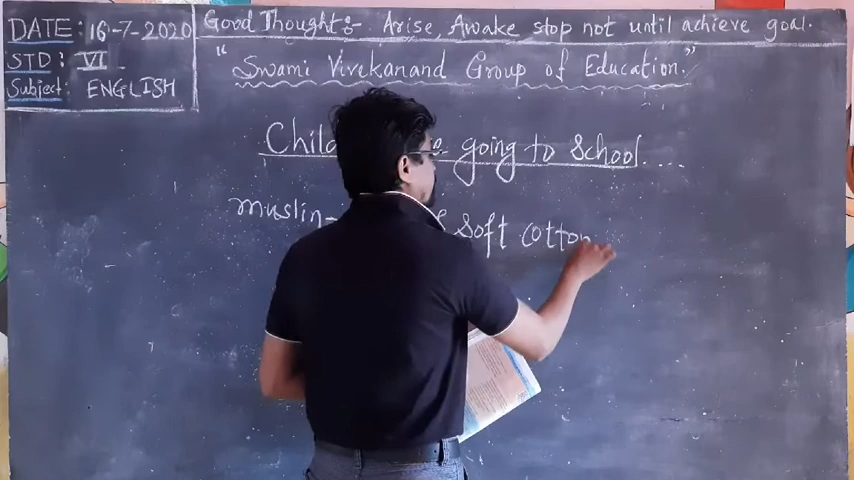 DATE: 16-7-2020
STD: VI
Subject: ENGLISH
Good Thought:- Arise, Awake stop not until achieve goal.
"Swami Vivekanand Group of Education."
going to School....
muslin- soft cotton